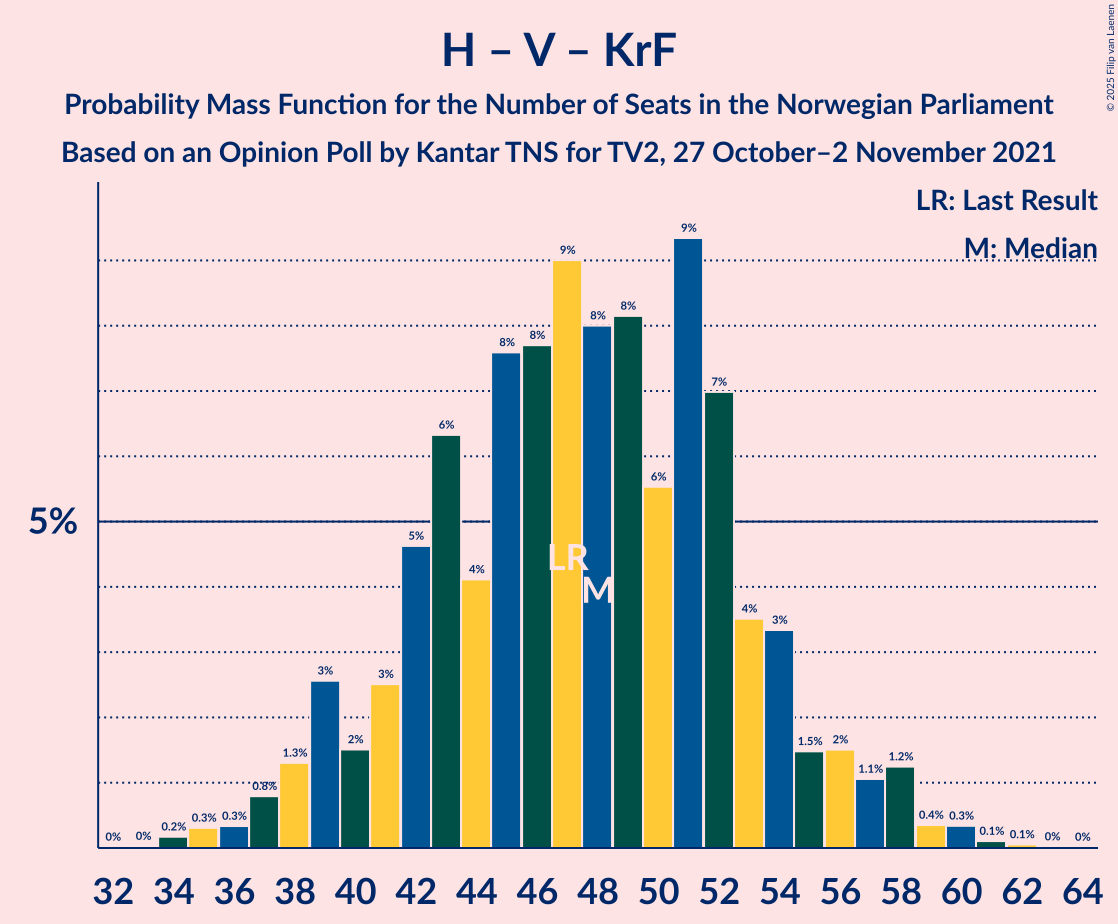 H – V – KrF
Probability Mass Function for the Number of Seats in the Norwegian Parliament
Based on an Opinion Poll by Kantar TNS for TV2, 27 October–2 November 2021
© 2025 Filip van Laenen
LR: Last Result
M: Median
5%
0% 0% 0.2% 0.3% 0.3% 0.8% 1.3% 3% 2% 3% 5% 6% 4% 8% 8% 9% 8% 8% 6% 9% 7% 4% 3% 1.5% 2% 1.1% 1.2% 0.4% 0.3% 0.1% 0.1% 0% 0%
LR
M
32 34 36 38 40 42 44 46 48 50 52 54 56 58 60 62 64